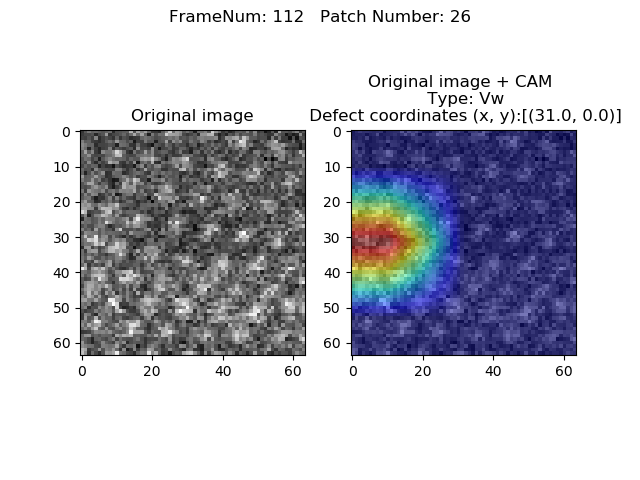 FrameNum: 112   Patch Number: 26
Original image
Original image + CAM
Type: Vw
Defect coordinates (x, y):[(31.0, 0.0)]
0
10
20
30
40
50
60
0 20 40 60
0
10
20
30
40
50
60
0 20 40 60